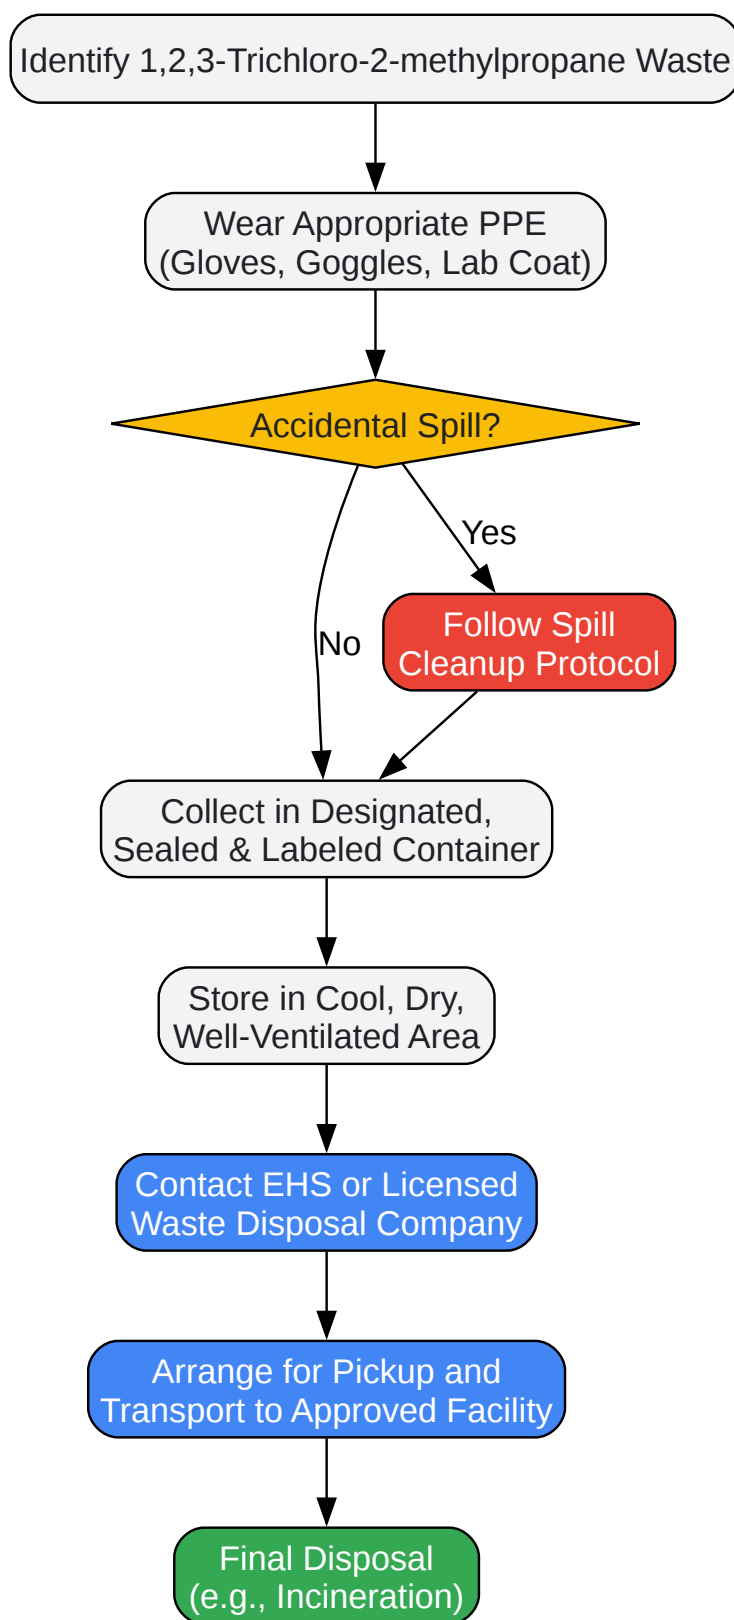 Identify 1,2,3-Trichloro-2-methylpropane Waste
Wear Appropriate PPE
(Gloves, Goggles, Lab Coat)
Accidental Spill?
Yes
Follow Spill
Cleanup Protocol
No
Collect in Designated,
Sealed & Labeled Container
Store in Cool, Dry,
Well-Ventilated Area
Contact EHS or Licensed
Waste Disposal Company
Arrange for Pickup and
Transport to Approved Facility
Final Disposal
(e.g., Incineration)